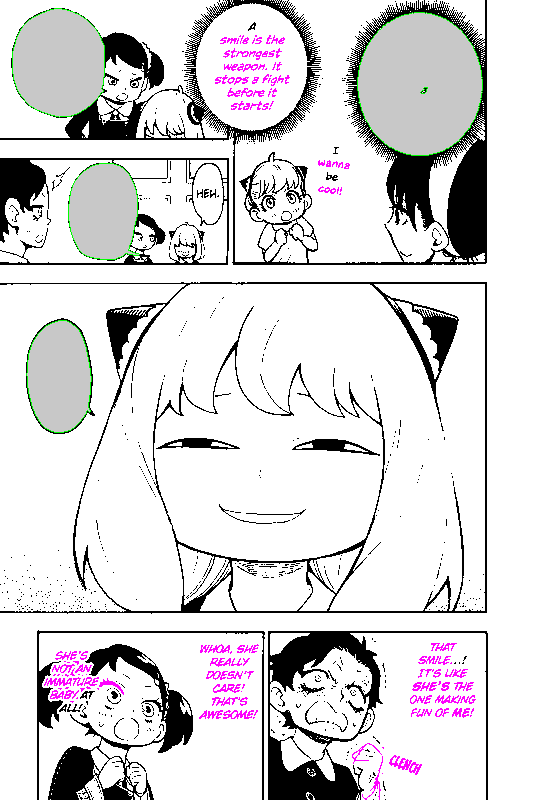 A
smile is the
strongest
weapon. It
stops a fight
before it
starts!
I
wanna
be
cool!
HEH.
THAT
SMILE...!
IT'S LIKE
SHE'S THE
ONE MAKING
FUN OF ME!
CLENCH
WHOA, SHE
REALLY
DOESN'T
CARE!
THAT'S
AWESOME!
SHE'S
NOT AN
IMMATURE
BABY AT
ALL!